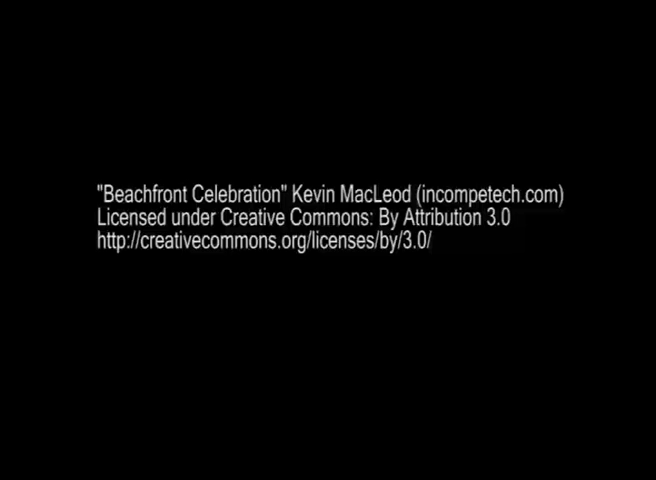 "Beachfront Celebration" Kevin MacLeod (incompetech.com)
Licensed under Creative Commons: By Attribution 3.0
http://creativecommons.org/licenses/by/3.0/